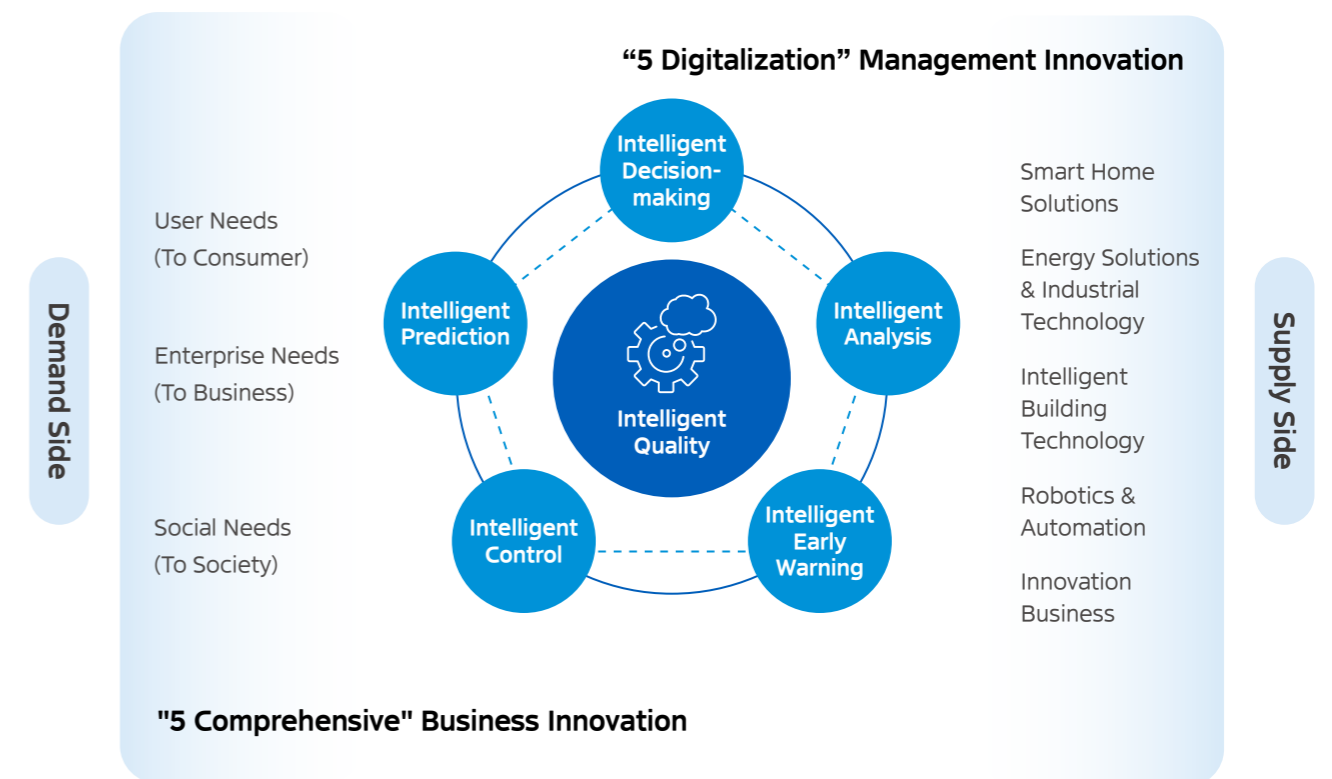 “5 Digitalization” Management Innovation
Demand Side
User Needs
(To Consumer)
Enterprise Needs
(To Business)
Social Needs
(To Society)
Intelligent
Decision-
making
Intelligent
Prediction
Intelligent
Analysis
Intelligent
Quality
Intelligent
Control
Intelligent
Early
Warning
Smart Home
Solutions
Energy Solutions
& Industrial
Technology
Intelligent
Building
Technology
Robotics &
Automation
Innovation
Business
Supply Side
"5 Comprehensive" Business Innovation